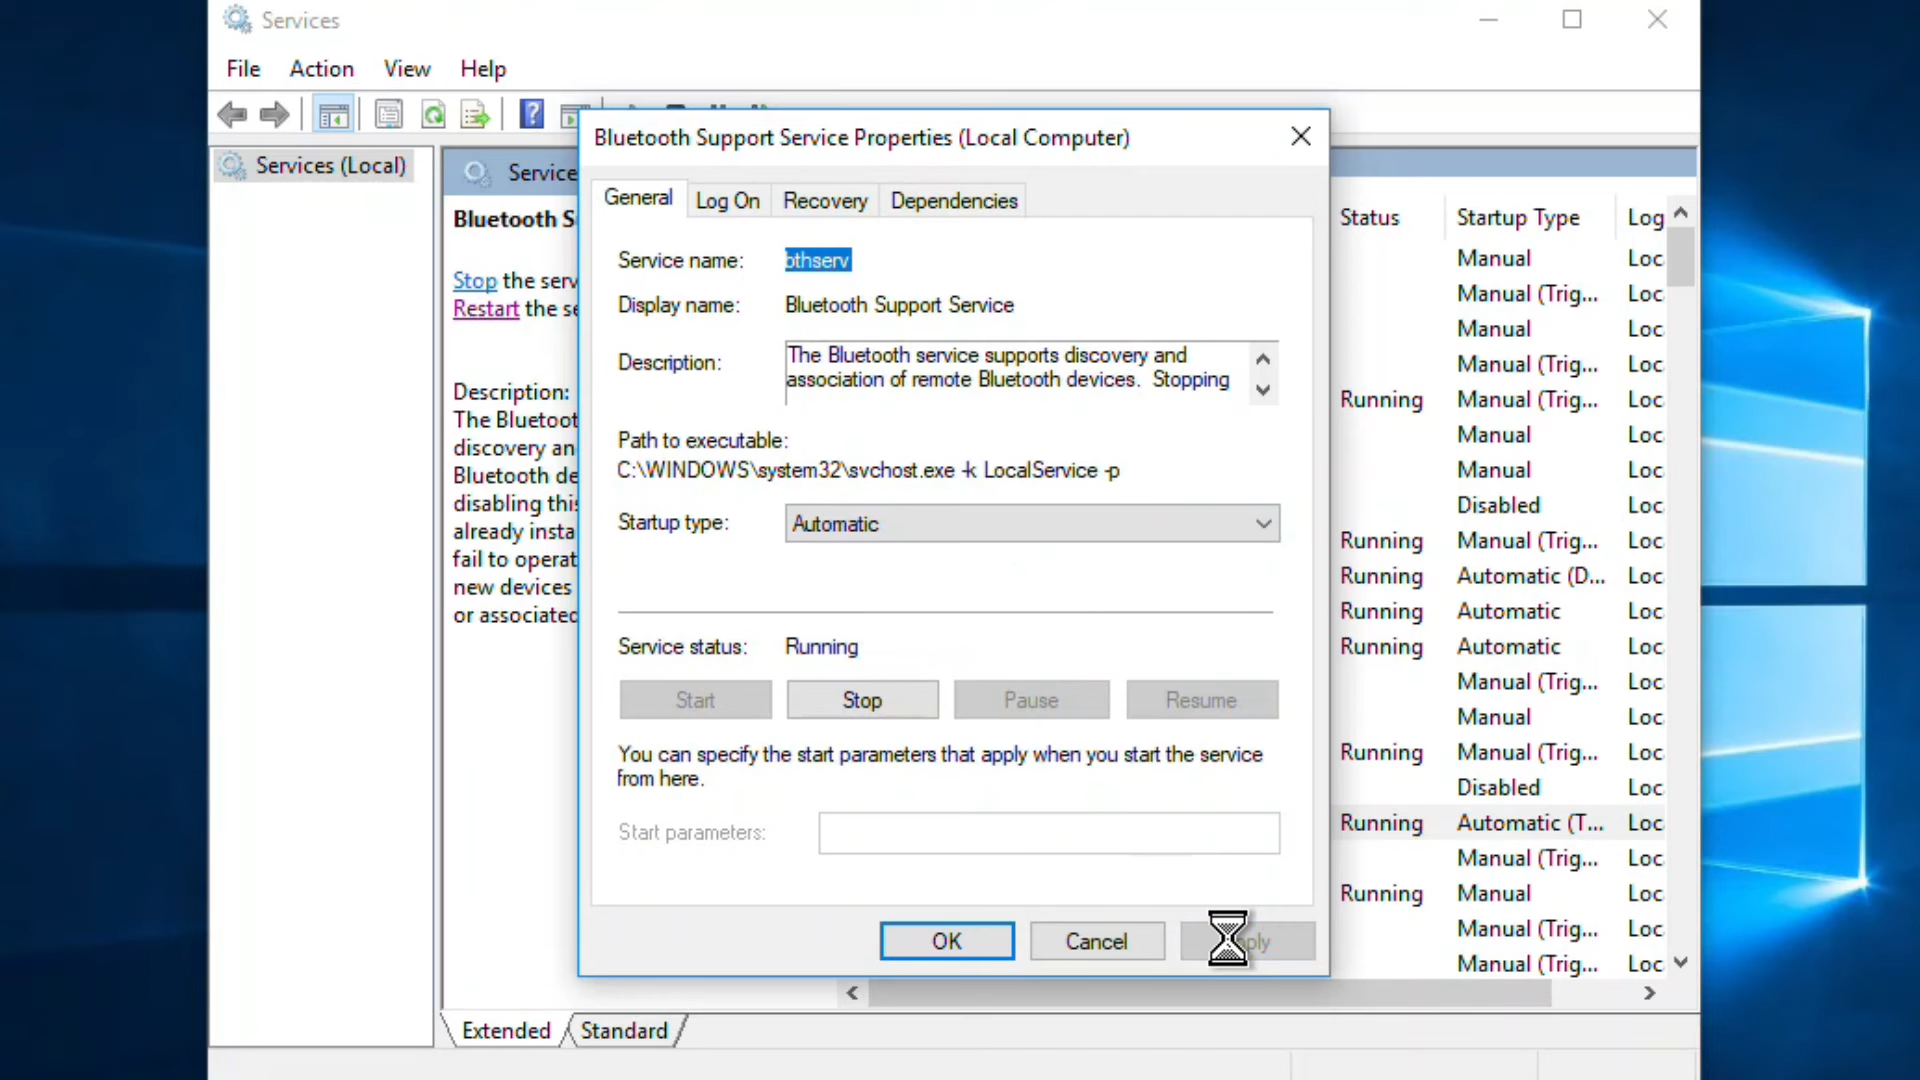 Services
File Action View Help
Services (Local)
Service
Bluetooth S
Stop the serv
Restart the se
Description:
The Bluetoot
discovery an
Bluetooth de
disabling this
already insta
fail to operat
new devices
or associated
Bluetooth Support Service Properties (Local Computer)
General Log On Recovery Dependencies
Service name: bthserv
Display name: Bluetooth Support Service
Description: The Bluetooth service supports discovery and
association of remote Bluetooth devices. Stopping
Path to executable:
C:\WINDOWS\system32\svchost.exe -k LocalService -p
Startup type: Automatic
Service status: Running
Start Stop Pause Resume
You can specify the start parameters that apply when you start the service
from here.
Start parameters:
OK Cancel
Status Startup Type Log
Manual Loc
Manual (Trig... Loc
Manual Loc
Manual (Trig... Loc
Running Manual (Trig... Loc
Manual Loc
Manual Loc
Disabled Loc
Running Manual (Trig... Loc
Running Automatic (D... Loc
Running Automatic Loc
Running Automatic Loc
Manual (Trig... Loc
Manual Loc
Running Manual (Trig... Loc
Disabled Loc
Running Automatic (T... Loc
Manual (Trig... Loc
Running Manual Loc
Manual (Trig... Loc
Manual (Trig... Loc
Extended Standard